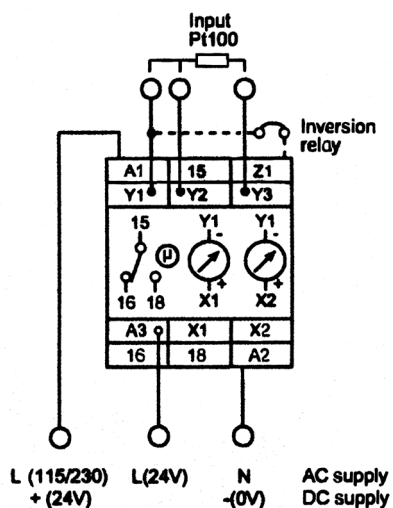 Input
Pt100
Inversion
relay
A1 15 Z1
Y1 Y2 Y3
15 Y1 Y1
- -
µ
+ +
16 18 X1 X2
A3 X1 X2
16 18 A2
L (115/230) L(24V) N AC supply
+ (24V) -(0V) DC supply